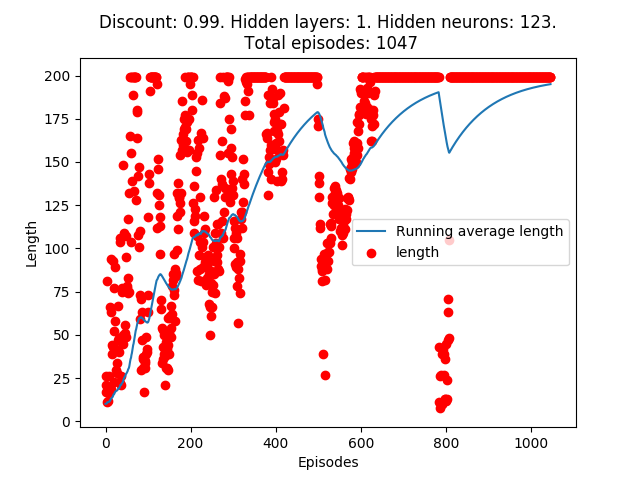 Discount: 0.99. Hidden layers: 1. Hidden neurons: 123.
Total episodes: 1047
200
175
150
125
100
75
50
25
0
Length
Running average length
length
0
200
400
600
800
1000
Episodes